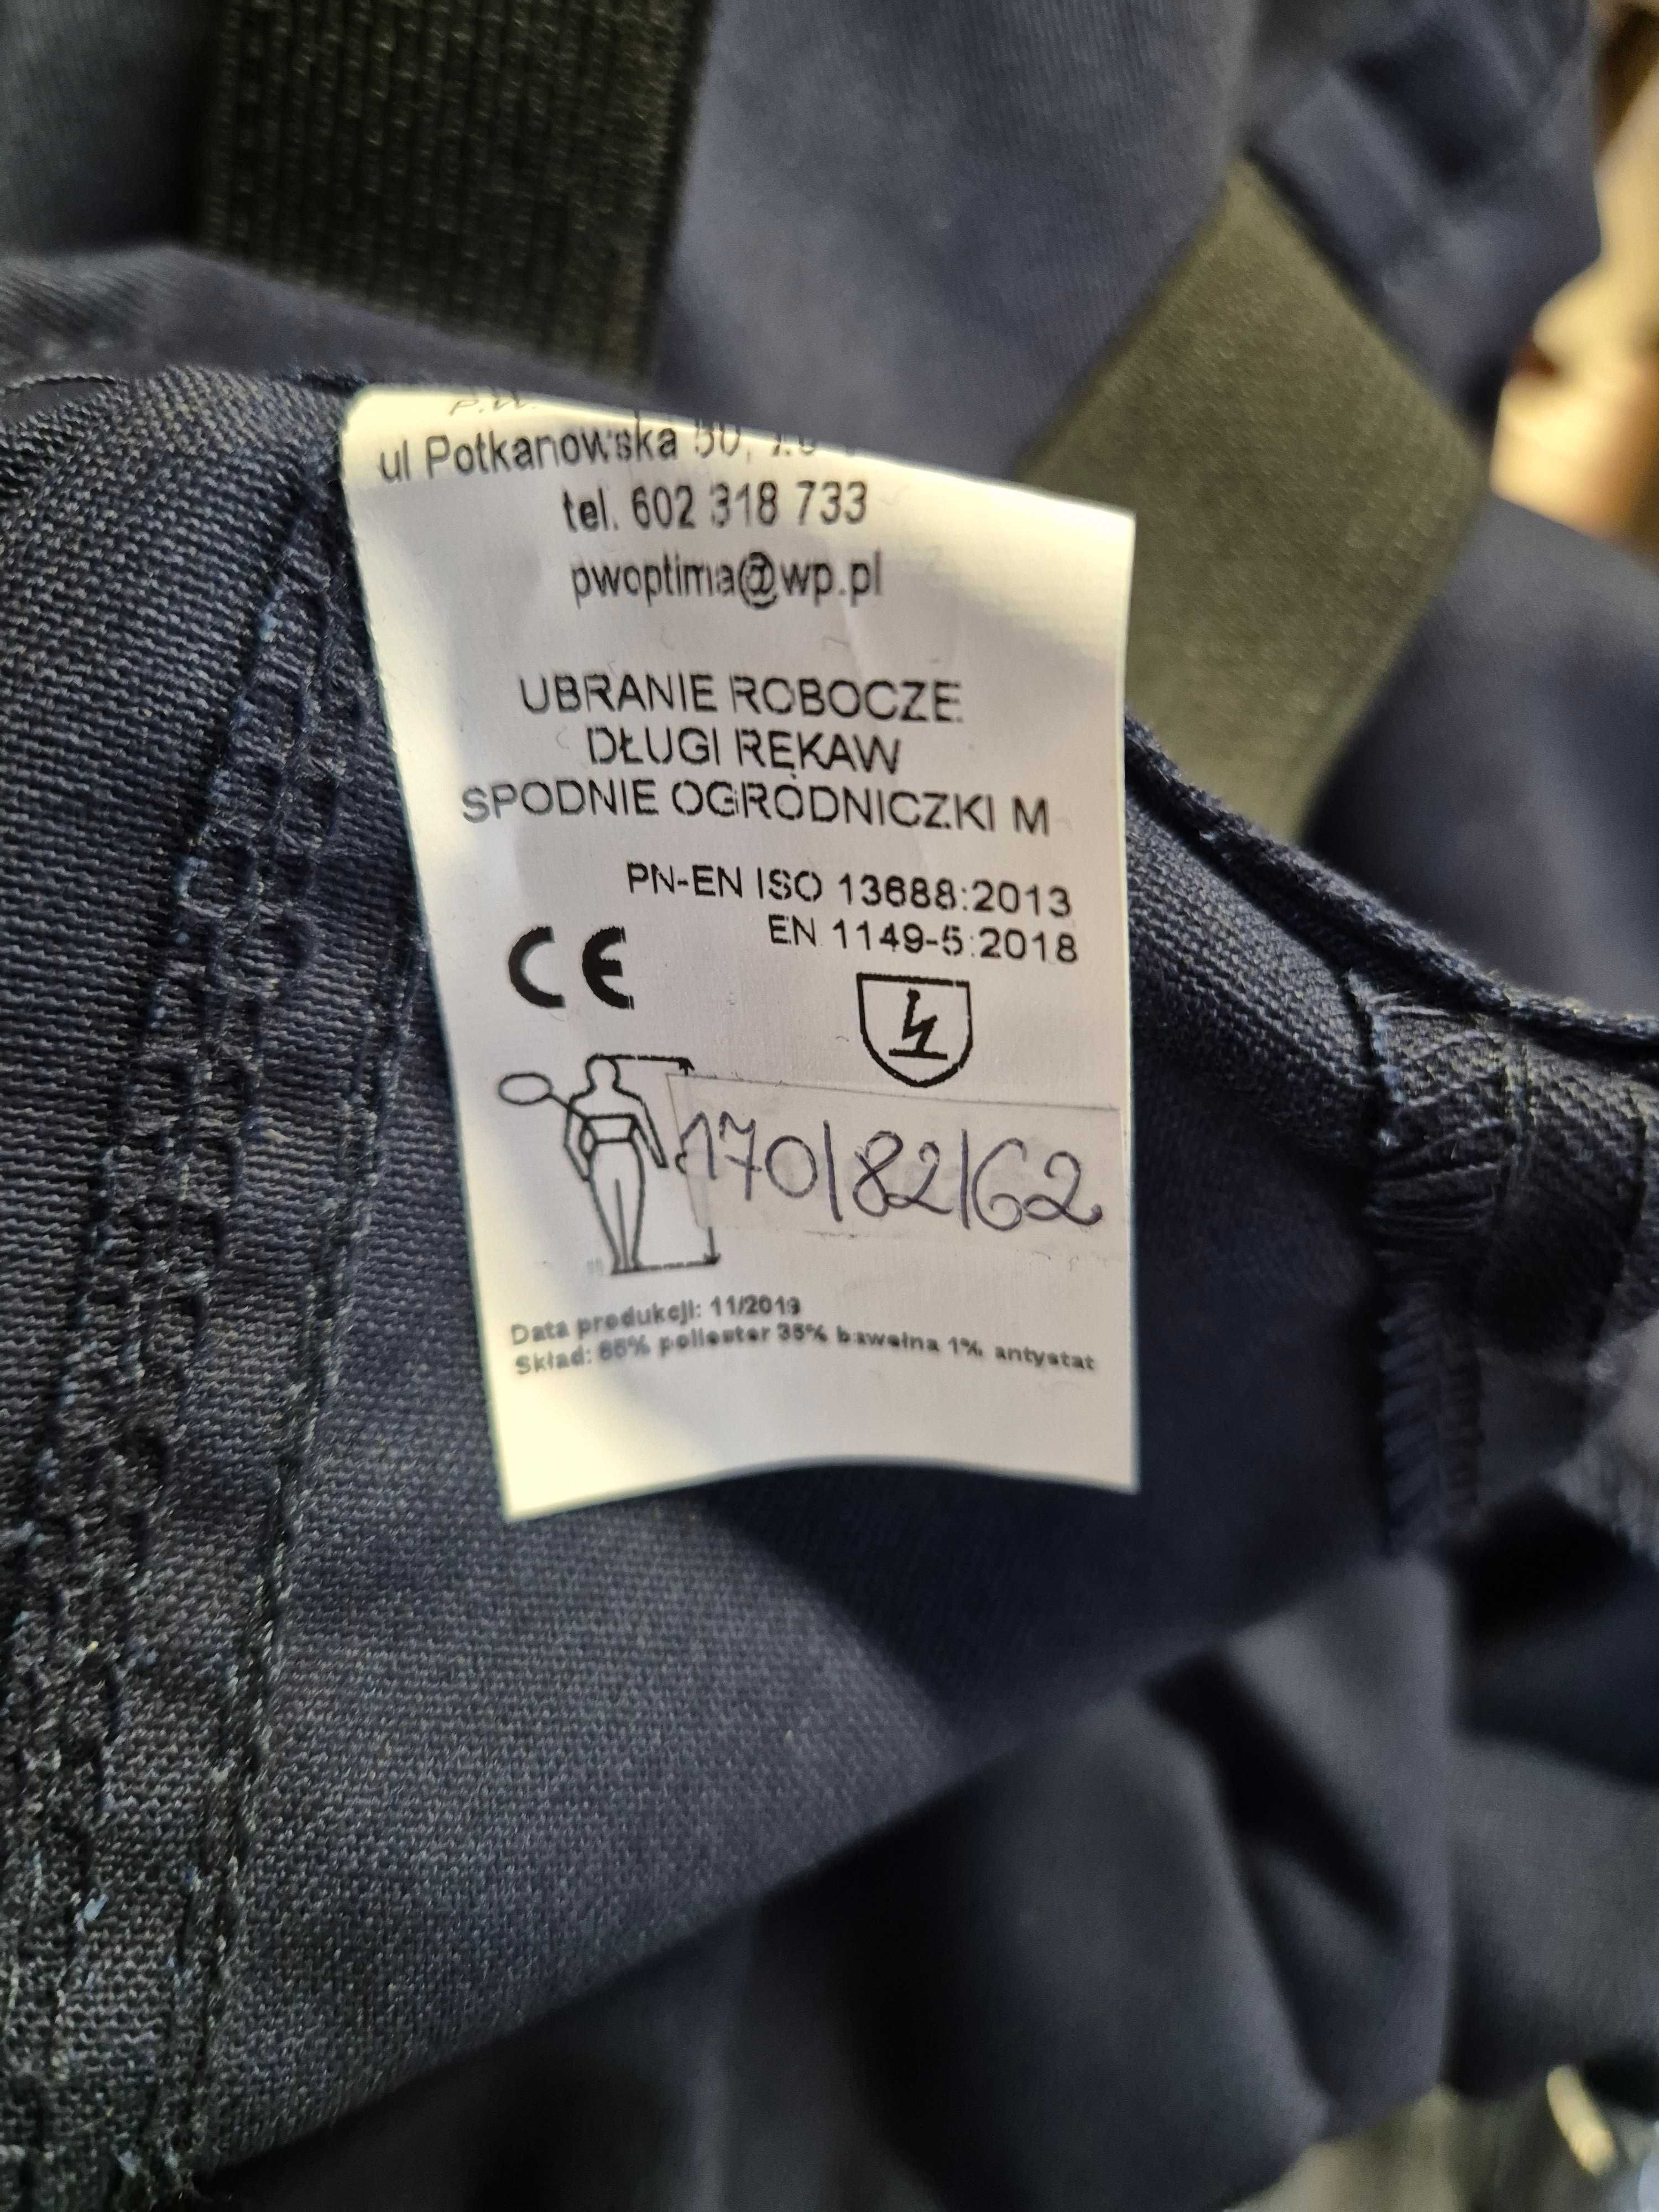 P.W.
ul Potkanowska 50,
tel. 602 318 733
pwoptima@wp.pl
UBRANIE ROBOCZE
DŁUGI RĘKAW
SPODNIE OGRÓDNICZKI M
PN-EN ISO 13688:2013
EN 1149-5:2018
CE
170/82/62
Data produkcji: 11/2019
Skład: 65% poliester 35% bawełna 1% antystat